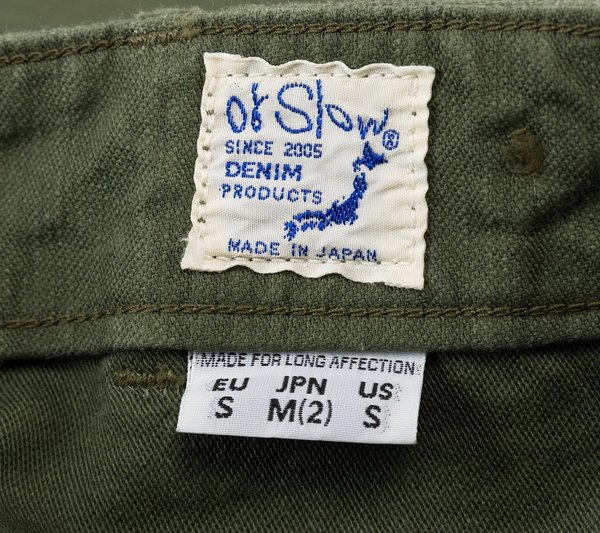 orSlow®
SINCE 2005
DENIM
PRODUCTS
MADE IN JAPAN
MADE FOR LONG AFFECTION
EU JPN US
S M(2) S